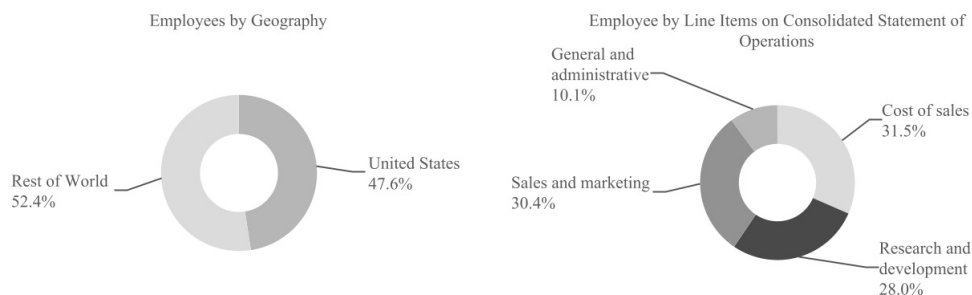 Employees by Geography
United States
47.6%
Rest of World
52.4%
Employee by Line Items on Consolidated Statement of
Operations
General and
administrative
10.1%
Cost of sales
31.5%
Sales and marketing
30.4%
Research and
development
28.0%